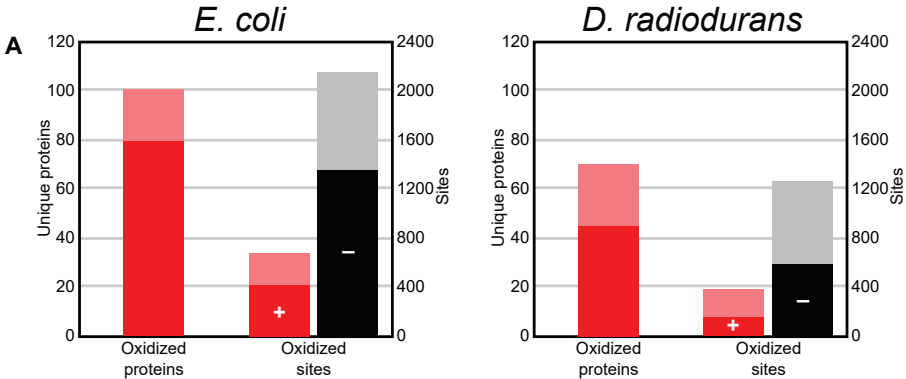 A
E. coli
120
100
80
60
40
20
0
Unique proteins
2400
2000
1600
1200
800
400
0
Sites
+
–
Oxidized
proteins
Oxidized
sites
D. radiodurans
120
100
80
60
40
20
0
Unique proteins
2400
2000
1600
1200
800
400
0
Sites
+
–
Oxidized
proteins
Oxidized
sites